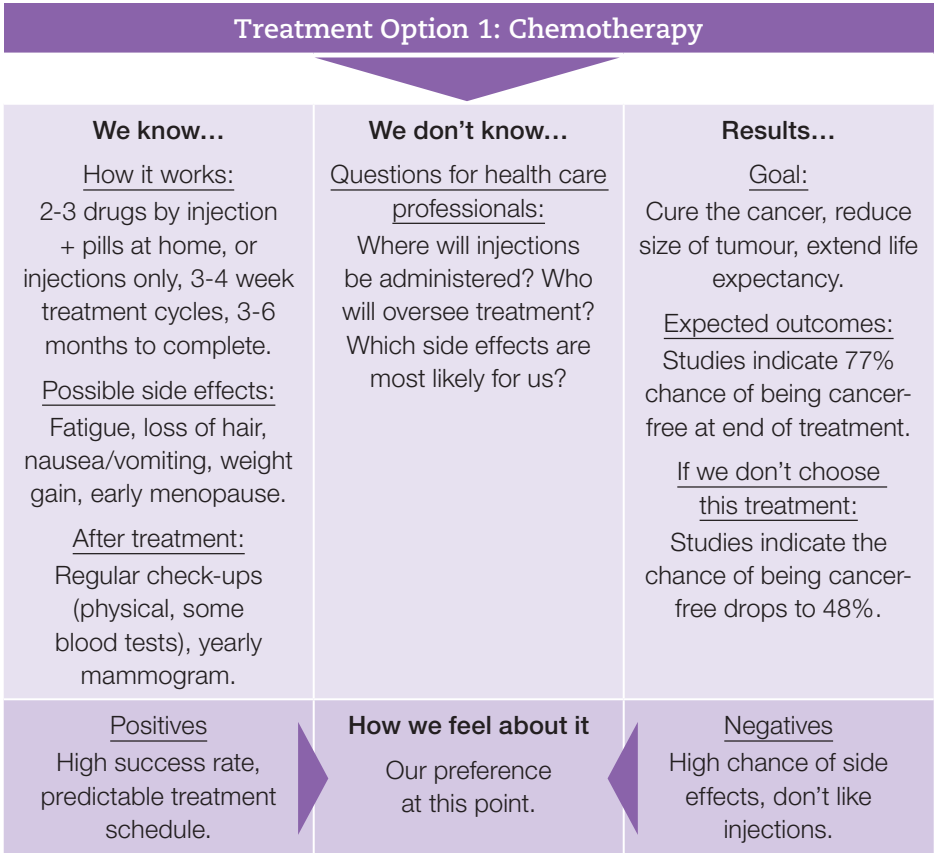 Treatment Option 1: Chemotherapy
We know…
How it works:
2-3 drugs by injection
+ pills at home, or
injections only, 3-4 week
treatment cycles, 3-6
months to complete.
Possible side effects:
Fatigue, loss of hair,
nausea/vomiting, weight
gain, early menopause.
After treatment:
Regular check-ups
(physical, some
blood tests), yearly
mammogram.
We don't know…
Questions for health care
professionals:
Where will injections
be administered? Who
will oversee treatment?
Which side effects are
most likely for us?
Results…
Goal:
Cure the cancer, reduce
size of tumour, extend life
expectancy.
Expected outcomes:
Studies indicate 77%
chance of being cancer-
free at end of treatment.
If we don't choose
this treatment:
Studies indicate the
chance of being cancer-
free drops to 48%.
Positives
High success rate,
predictable treatment
schedule.
How we feel about it
Our preference
at this point.
Negatives
High chance of side
effects, don't like
injections.